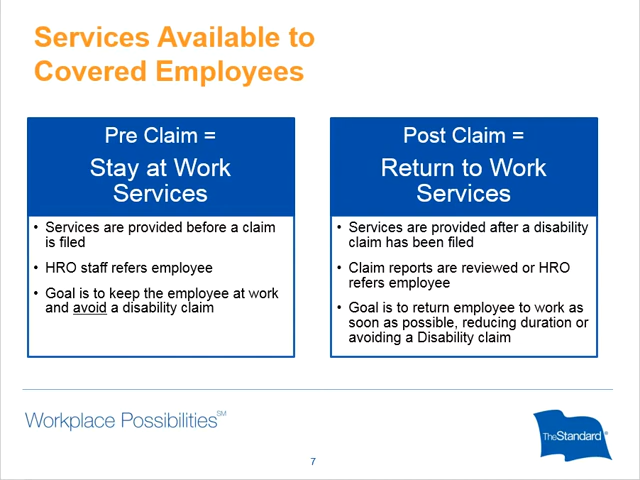 Services Available to
Covered Employees
Pre Claim =
Stay at Work
Services
• Services are provided before a claim
is filed
• HRO staff refers employee
• Goal is to keep the employee at work
and avoid a disability claim
Post Claim =
Return to Work
Services
• Services are provided after a disability
claim has been filed
• Claim reports are reviewed or HRO
refers employee
• Goal is to return employee to work as
soon as possible, reducing duration or
avoiding a Disability claim
Workplace Possibilities℠
TheStandard®
7